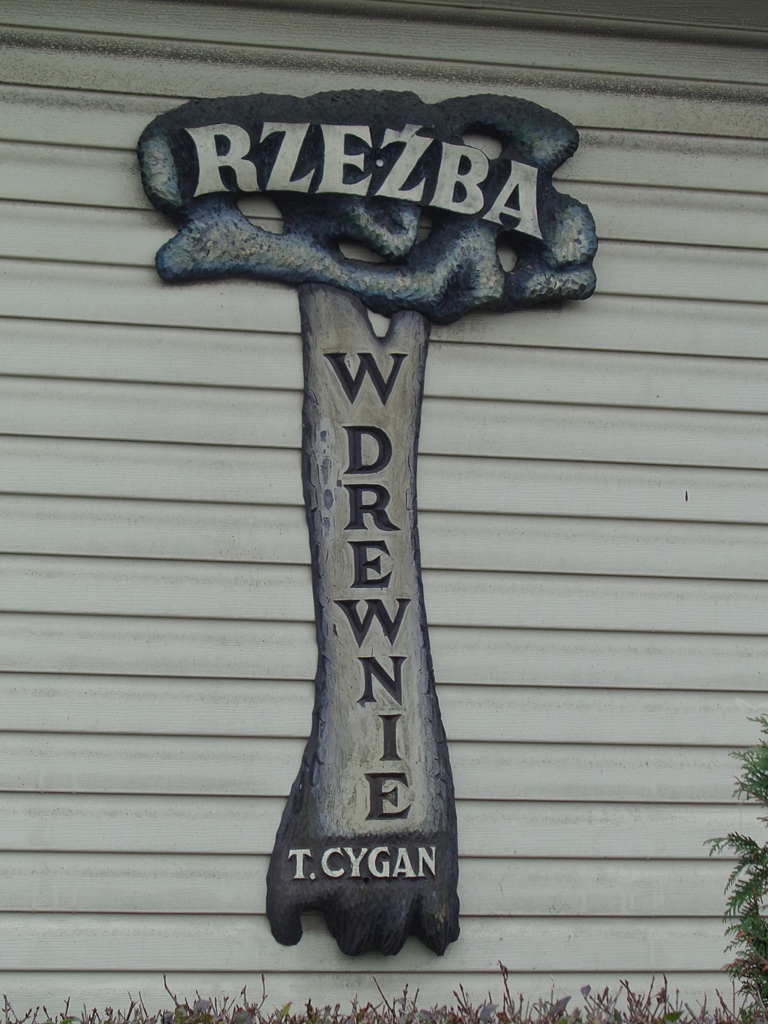 RZEŹBA
W DREWNIE
T. CYGAN